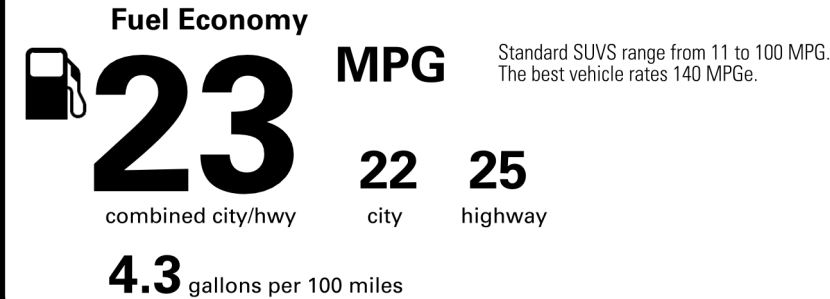 Fuel Economy
23
MPG
Standard SUVS range from 11 to 100 MPG.
The best vehicle rates 140 MPGe.
22 25
combined city/hwy city highway
4.3 gallons per 100 miles